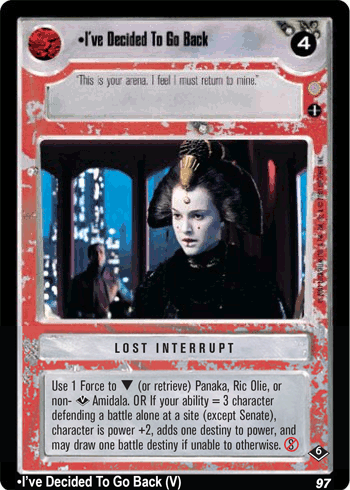 •I've Decided To Go Back
4
"This is your arena. I feel I must return to mine."
LOST INTERRUPT
Use 1 Force to ▼ (or retrieve) Panaka, Ric Olie, or
non- Amidala. OR If your ability = 3 character
defending a battle alone at a site (except Senate),
character is power +2, adds one destiny to power, and
may draw one battle destiny if unable to otherwise.
6
•I've Decided To Go Back (V)
97